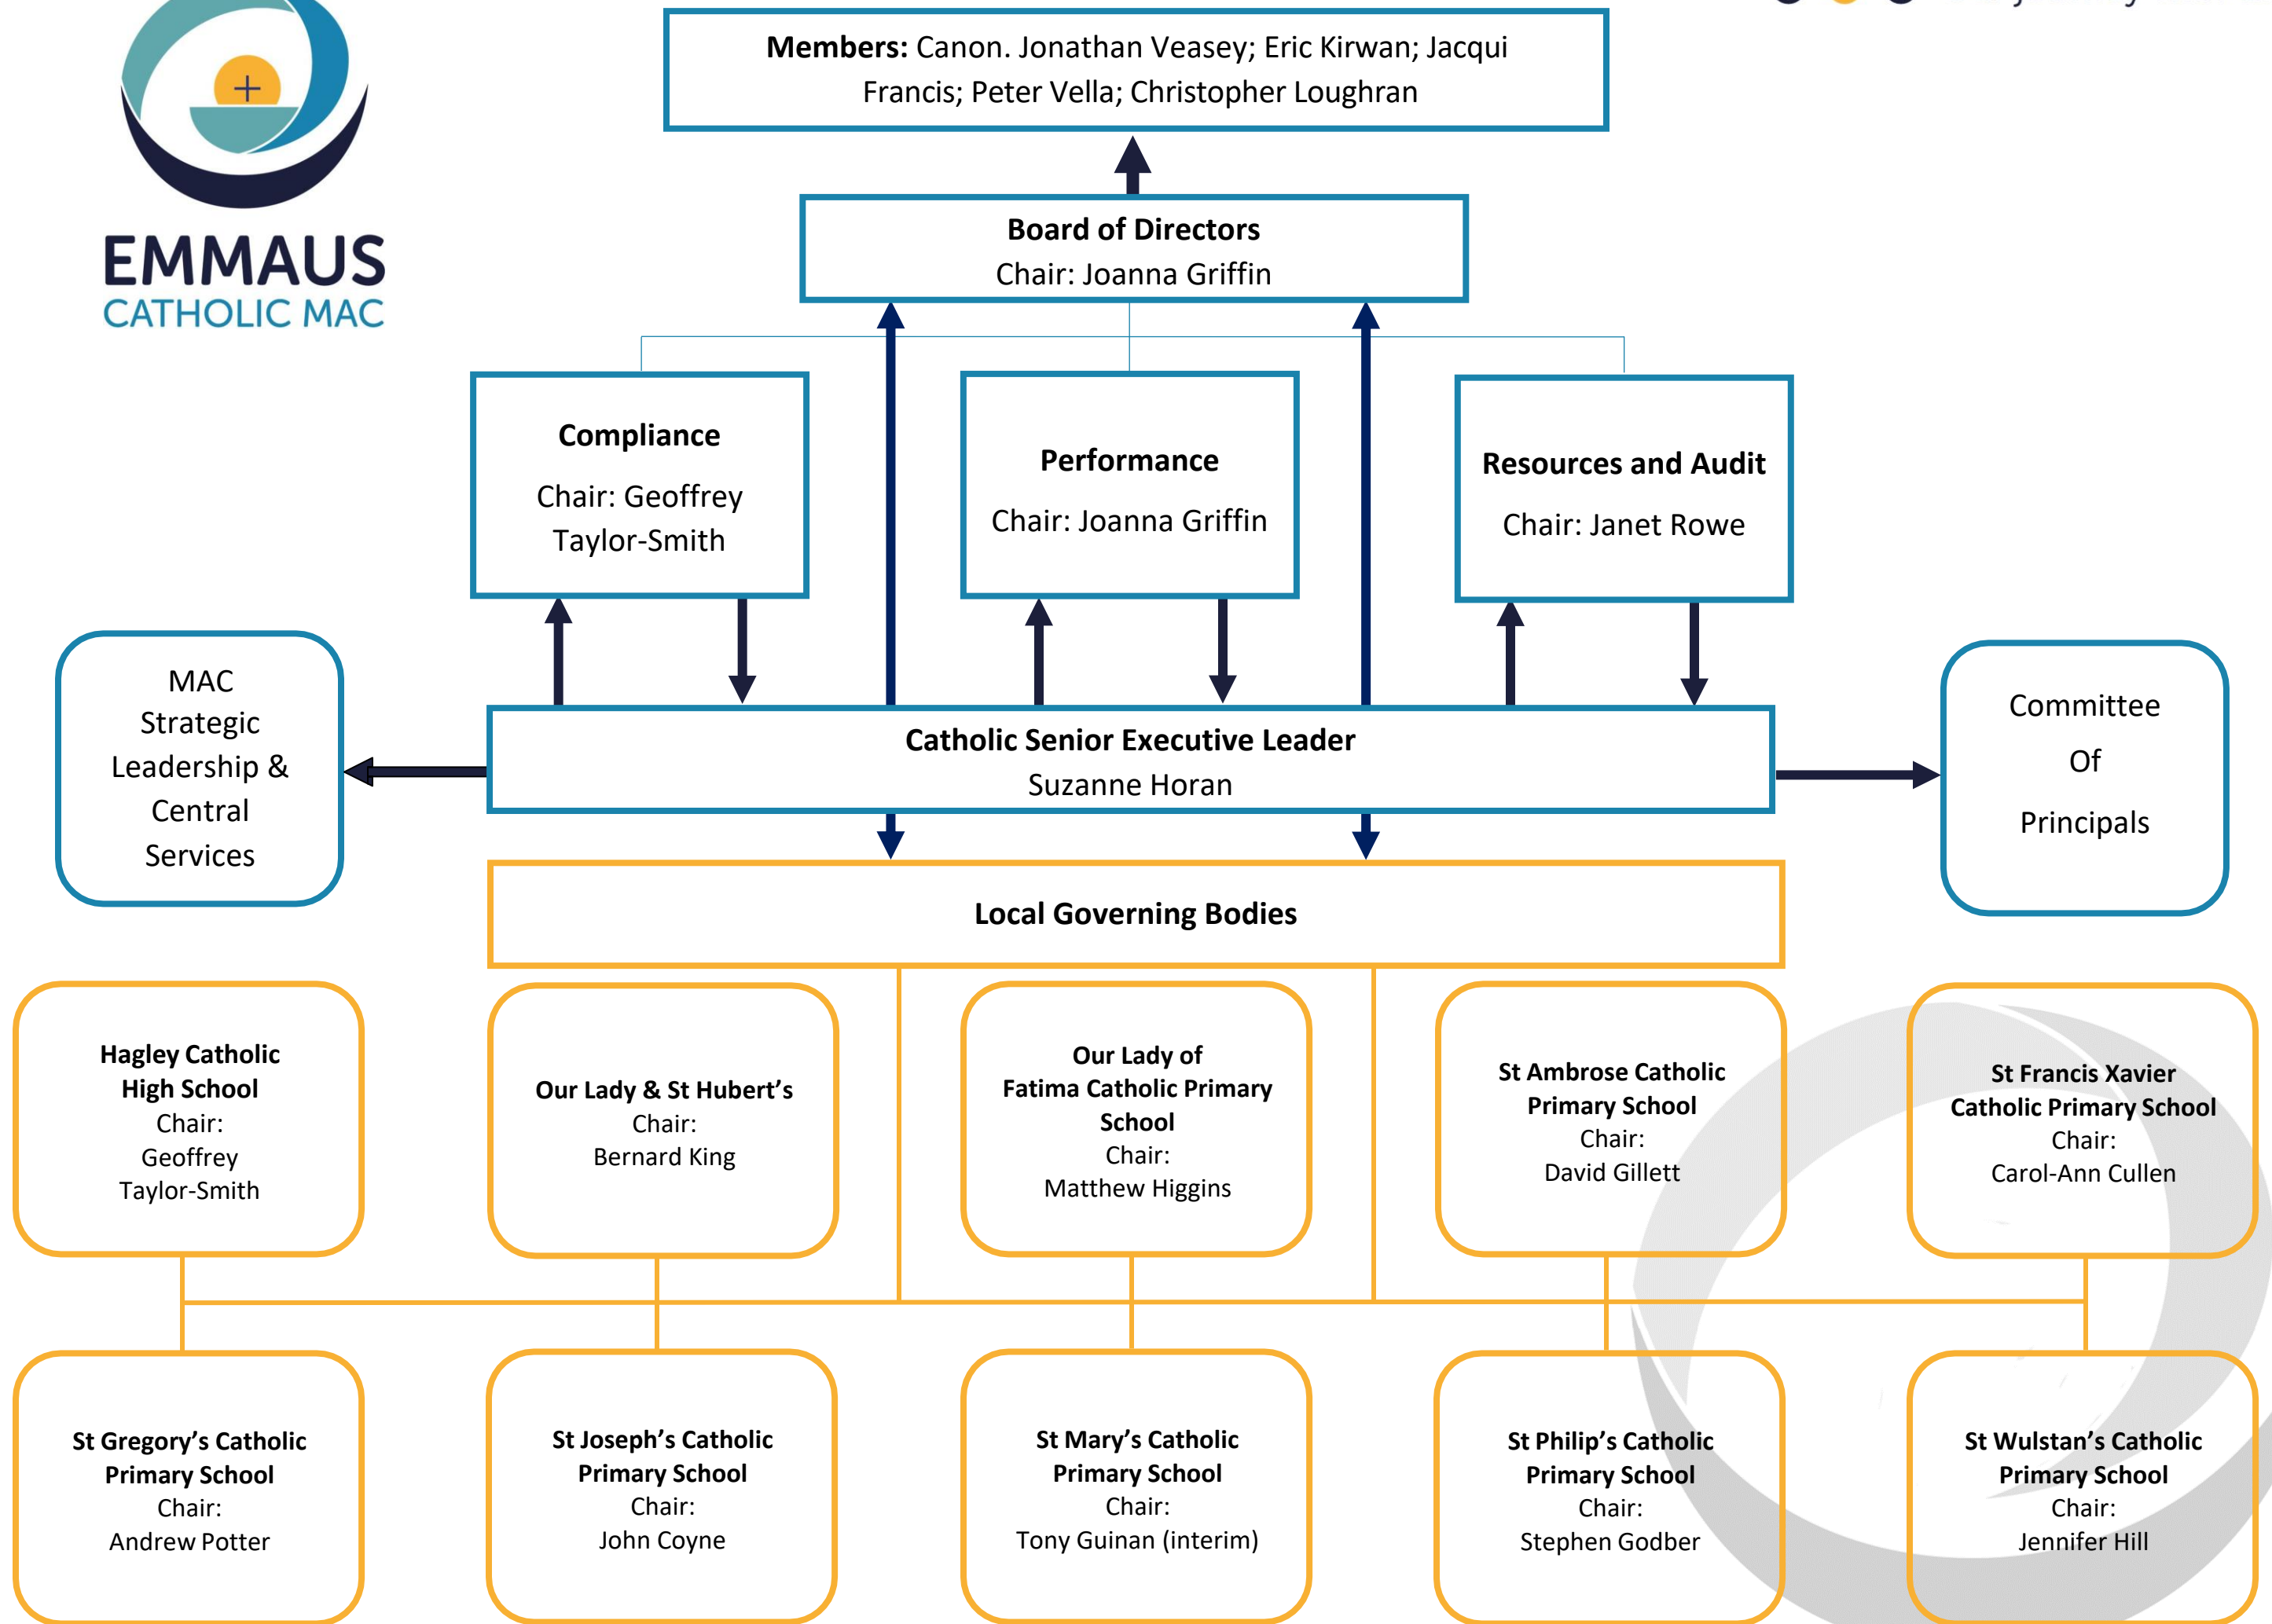 Members: Canon. Jonathan Veasey; Eric Kirwan; Jacqui
Francis; Peter Vella; Christopher Loughran
EMMAUS
CATHOLIC MAC
Board of Directors
Chair: Joanna Griffin
Compliance
Chair: Geoffrey
Taylor-Smith
Performance
Chair: Joanna Griffin
Resources and Audit
Chair: Janet Rowe
MAC
Strategic
Leadership &
Central
Services
Catholic Senior Executive Leader
Suzanne Horan
Committee
Of
Principals
Local Governing Bodies
Hagley Catholic
High School
Chair:
Geoffrey
Taylor-Smith
Our Lady & St Hubert’s
Chair:
Bernard King
Our Lady of
Fatima Catholic Primary
School
Chair:
Matthew Higgins
St Ambrose Catholic
Primary School
Chair:
David Gillett
St Francis Xavier
Catholic Primary School
Chair:
Carol-Ann Cullen
St Gregory’s Catholic
Primary School
Chair:
Andrew Potter
St Joseph’s Catholic
Primary School
Chair:
John Coyne
St Mary’s Catholic
Primary School
Chair:
Tony Guinan (interim)
St Philip’s Catholic
Primary School
Chair:
Stephen Godber
St Wulstan’s Catholic
Primary School
Chair:
Jennifer Hill